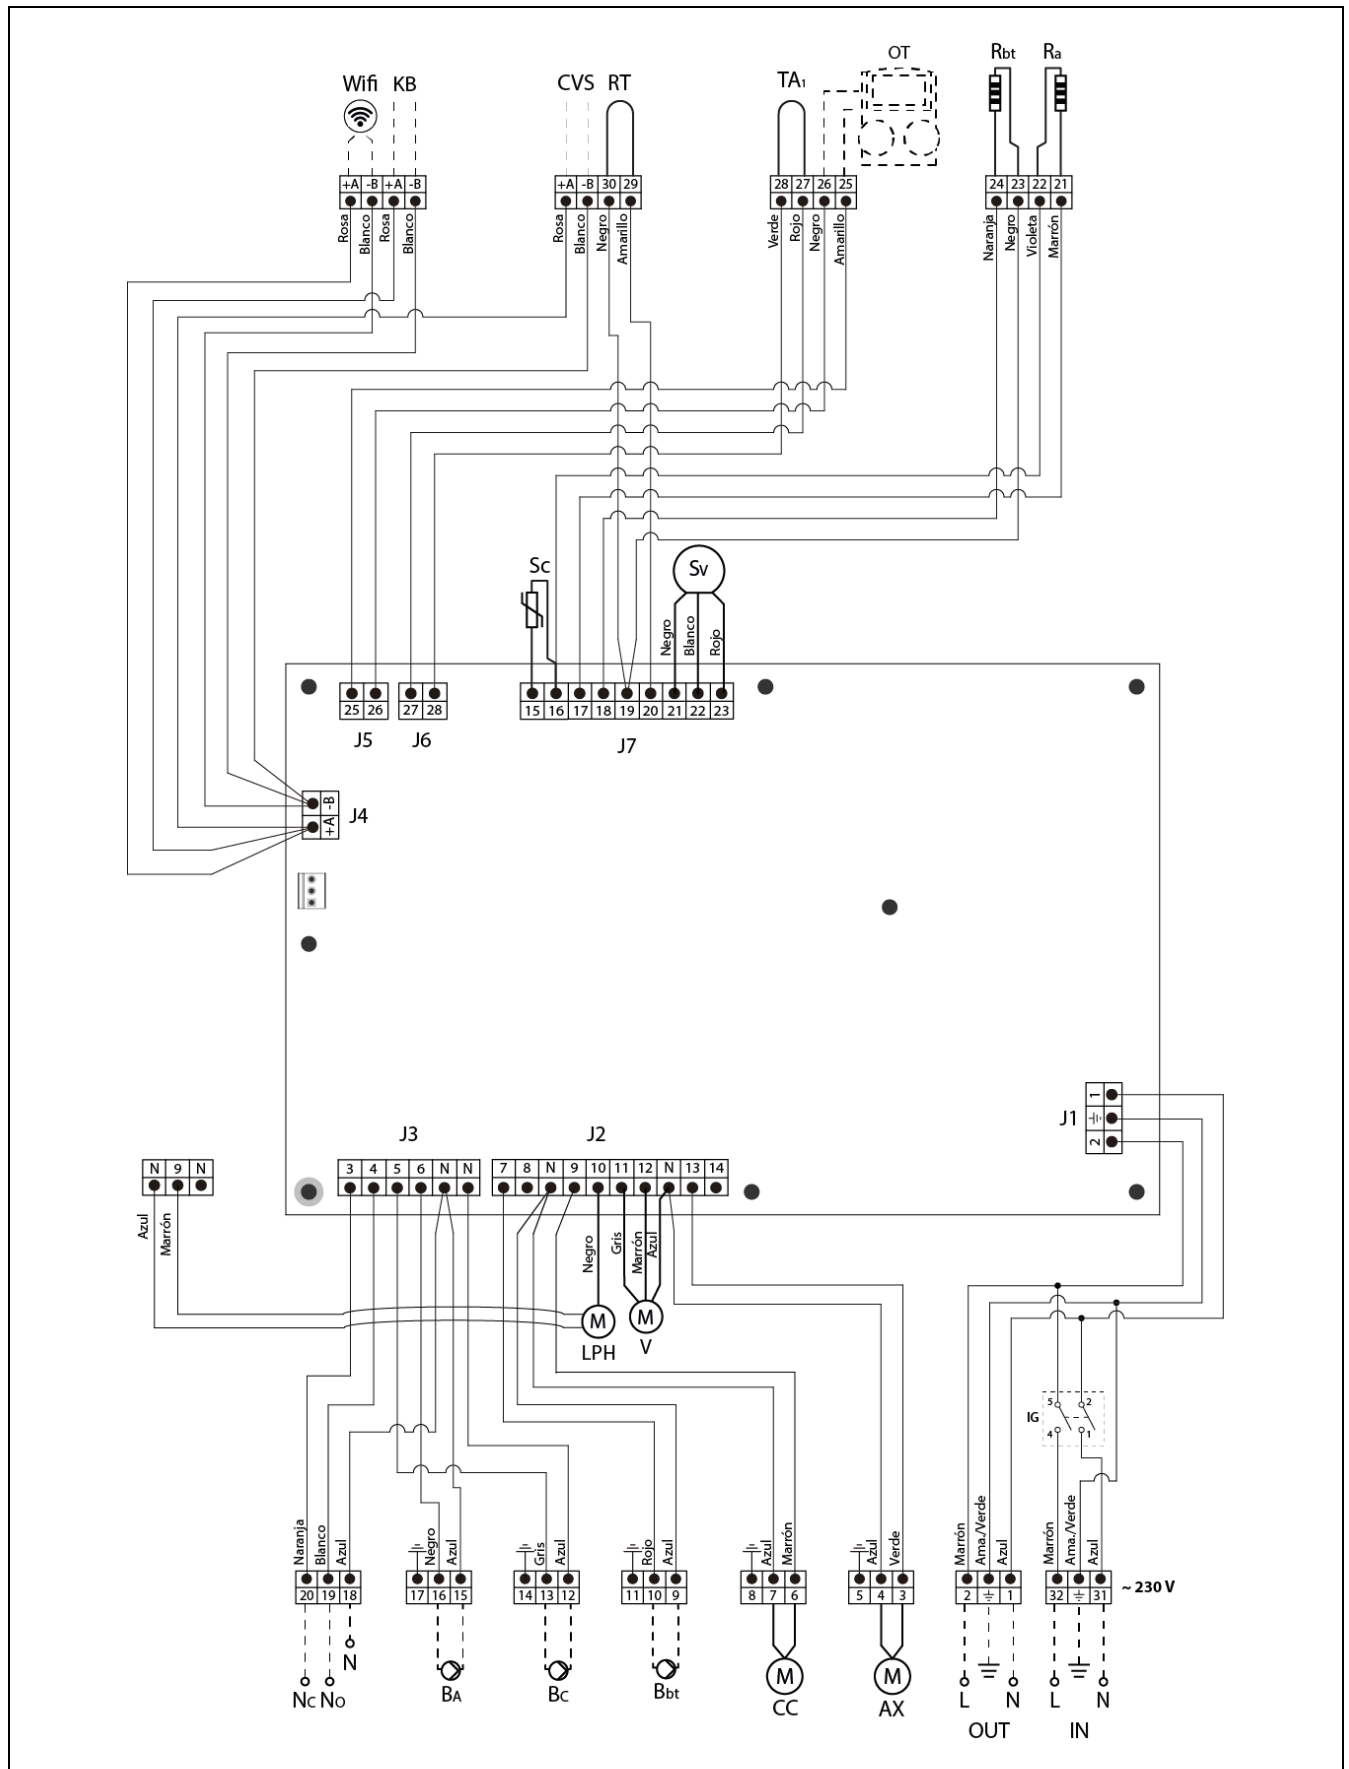 OT
Rbt Ra
Wifi KB CVS RT TA1
+A -B +A -B
+A -B 30 29
28 27 26 25
24 23 22 21
Rosa Blanco Rosa Blanco
Rosa Blanco Negro Amarillo
Verde Rojo Negro Amarillo
Naranja Negro Violeta Marrón
Sc Sv
Negro Blanco Rojo
25 26 27 28
15 16 17 18 19 20 21 22 23
J5 J6 J7
-B
+A
J4
1
2
J1
J3 J2
N 9 N
3 4 5 6 N N
7 8 N 9 10 11 12 N 13 14
Azul Marrón
Negro Gris Marrón Azul
M M
LPH V
5 2
IG
4 1
Naranja Blanco Azul
Negro Azul
Gris Azul
Rojo Azul
Azul Marrón
Azul Verde
Marrón Ama./Verde Azul
Marrón Ama./Verde Azul
20 19 18
17 16 15
14 13 12
11 10 9
8 7 6
5 4 3
2 1
32 31
~ 230 V
N
NC NO BA BC Bbt
M M
CC AX
L N L N
OUT IN